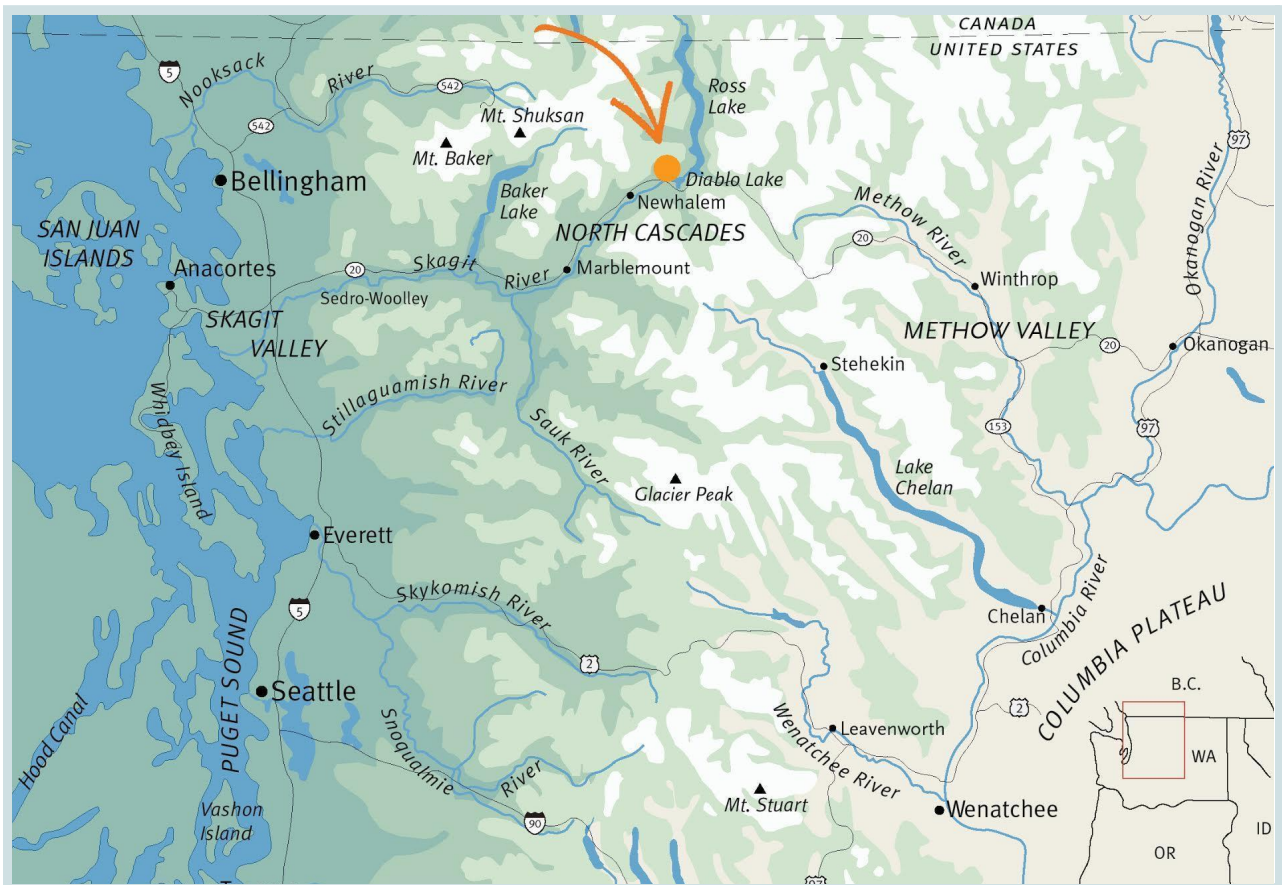 CANADA
UNITED STATES
5
Nooksack
River
542
542
Ross
Lake
Mt. Shuksan
Mt. Baker
97
Bellingham
Baker
Lake
Diablo Lake
Newhalem
Methow River
Okanogan River
SAN JUAN
ISLANDS
NORTH CASCADES
20
Anacortes
20
Skagit
River
Marblemount
Sedro-Woolley
Winthrop
SKAGIT
VALLEY
METHOW VALLEY
20
Okanogan
Stehekin
Whidbey Island
Stillaguamish River
Sauk River
153
97
Lake
Chelan
Glacier Peak
Everett
Skykomish River
5
Chelan
Columbia River
COLUMBIA PLATEAU
2
PUGET SOUND
Seattle
B.C.
2
Hood Canal
Snoqualmie
River
Wenatchee River
Leavenworth
WA
Mt. Stuart
Vashon
Island
90
Wenatchee
OR
ID
97